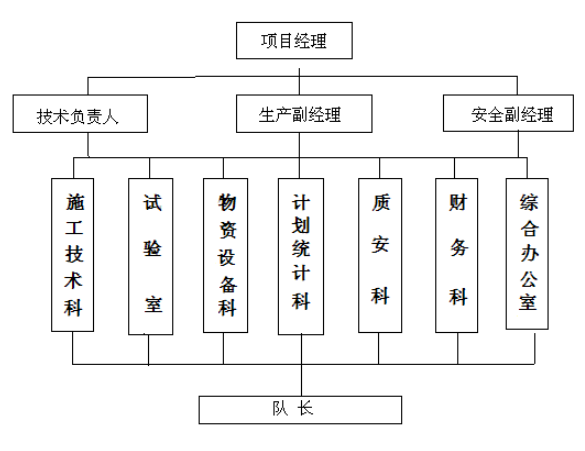 项目经理
技术负责人
生产副经理
安全副经理
施工技术科
试验室
物资设备科
计划统计科
质安科
财务科
综合办公室
队 长